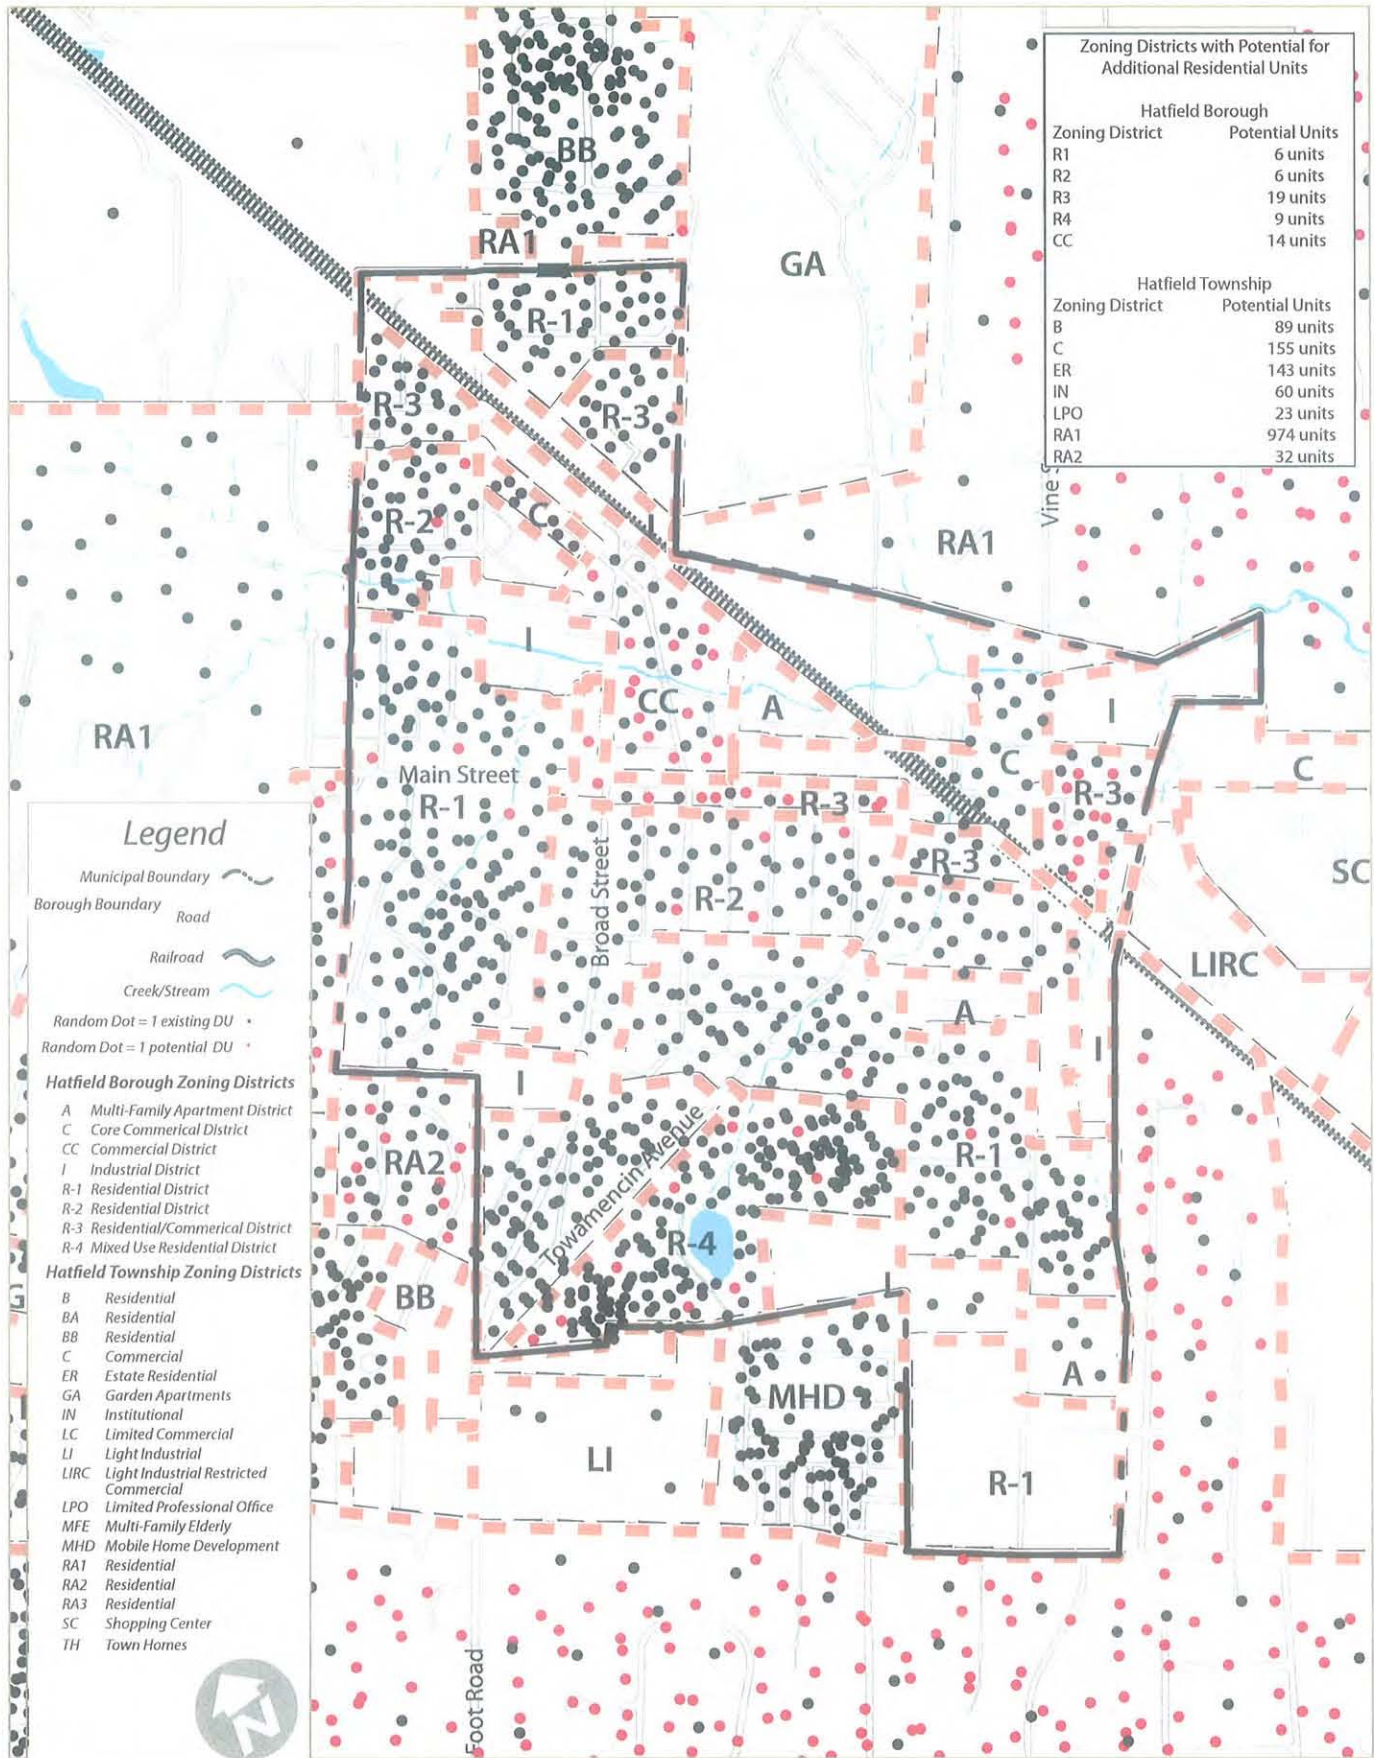 Zoning Districts with Potential for
Additional Residential Units
Hatfield Borough
Zoning District Potential Units
R1 6 units
R2 6 units
R3 19 units
R4 9 units
CC 14 units
Hatfield Township
Zoning District Potential Units
B 89 units
C 155 units
ER 143 units
IN 60 units
LPO 23 units
RA1 974 units
RA2 32 units
BB
RA1
GA
R-1
R-3
R-3
R-2
C
I
RA1
Vine S
I
CC
A
I
RA1
C
C
Main Street
R-1
R-3
R-3
SC
Broad Street
R-2
R-3
LIRC
A
I
I
RA2
R-1
Towamencin Avenue
R-4
BB
G
I
A
MHD
LI
R-1
Foot Road
Legend
Municipal Boundary
Borough Boundary
Road
Railroad
Creek/Stream
Random Dot = 1 existing DU
Random Dot = 1 potential DU
Hatfield Borough Zoning Districts
A Multi-Family Apartment District
C Core Commerical District
CC Commercial District
I Industrial District
R-1 Residential District
R-2 Residential District
R-3 Residential/Commerical District
R-4 Mixed Use Residential District
Hatfield Township Zoning Districts
B Residential
BA Residential
BB Residential
C Commercial
ER Estate Residential
GA Garden Apartments
IN Institutional
LC Limited Commercial
LI Light Industrial
LIRC Light Industrial Restricted
Commercial
LPO Limited Professional Office
MFE Multi-Family Elderly
MHD Mobile Home Development
RA1 Residential
RA2 Residential
RA3 Residential
SC Shopping Center
TH Town Homes
N